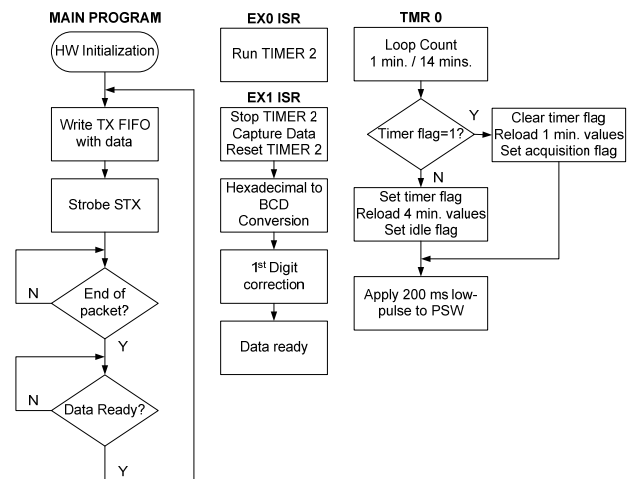 MAIN PROGRAM
HW Initialization
Write TX FIFO
with data
Strobe STX
End of
packet?
N
Y
Data Ready?
N
Y
EX0 ISR
Run TIMER 2
EX1 ISR
Stop TIMER 2
Capture Data
Reset TIMER 2
Hexadecimal to
BCD
Conversion
1st Digit
correction
Data ready
TMR 0
Loop Count
1 min. / 14 mins.
Timer flag=1?
Y
N
Clear timer flag
Reload 1 min. values
Set acquisition flag
Set timer flag
Reload 4 min. values
Set idle flag
Apply 200 ms low-
pulse to PSW